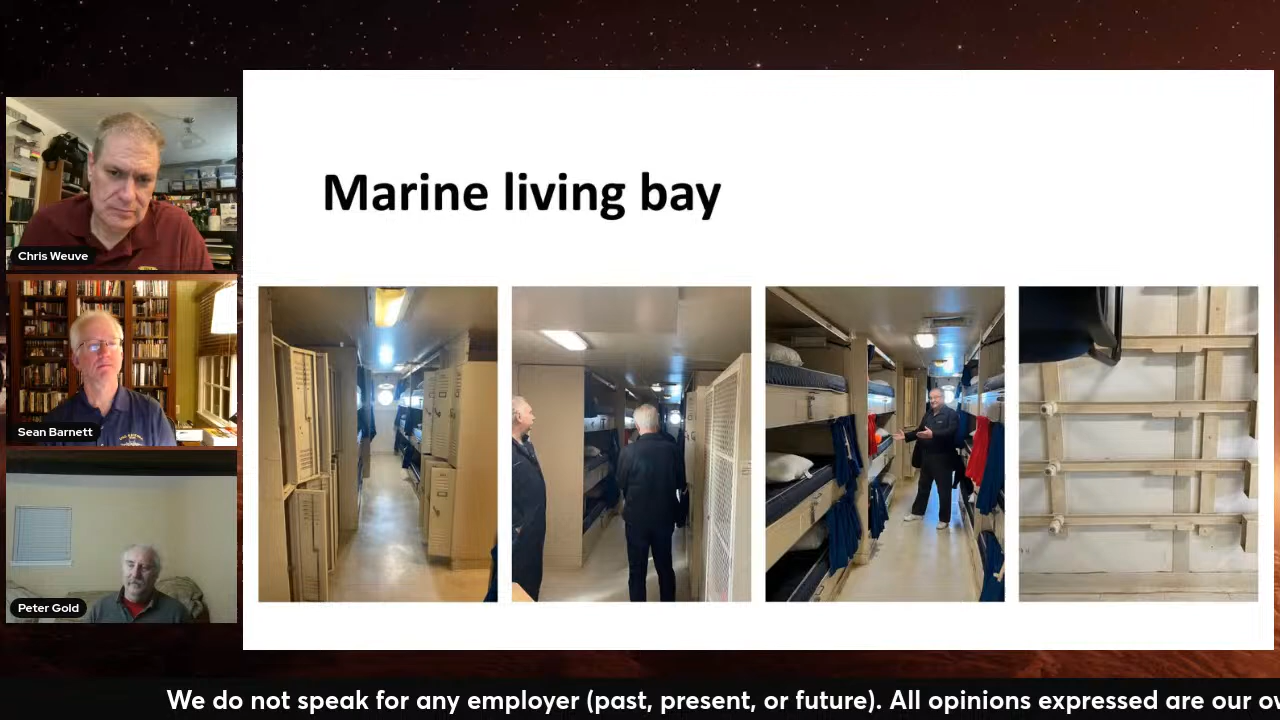 Marine living bay
Chris Weuve
Sean Barnett
Peter Gold
We do not speak for any employer (past, present, or future). All opinions expressed are our ov